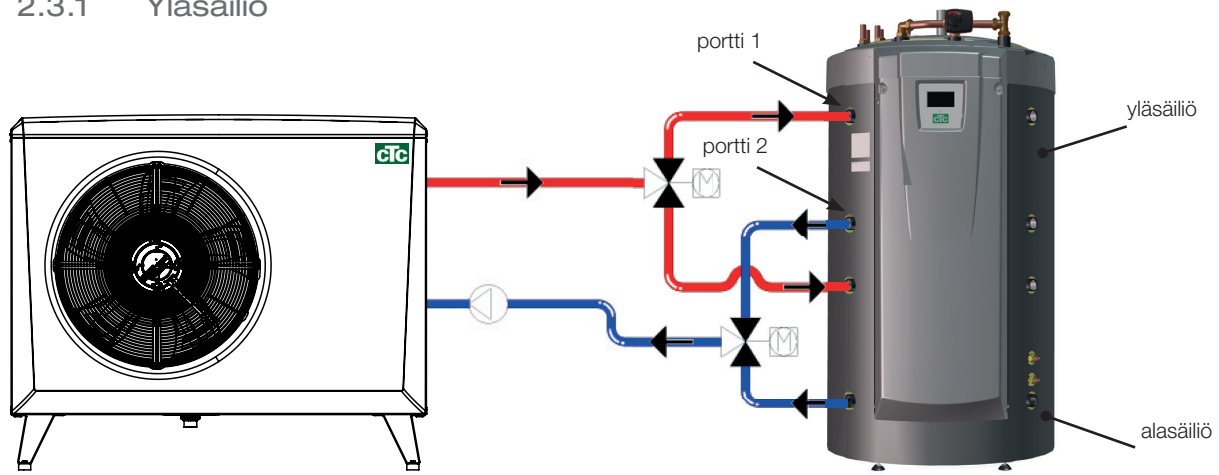 2.3.1 Yläsäiliö
portti 1
yläsäiliö
CTC
CTC
portti 2
M
M
alasäiliö